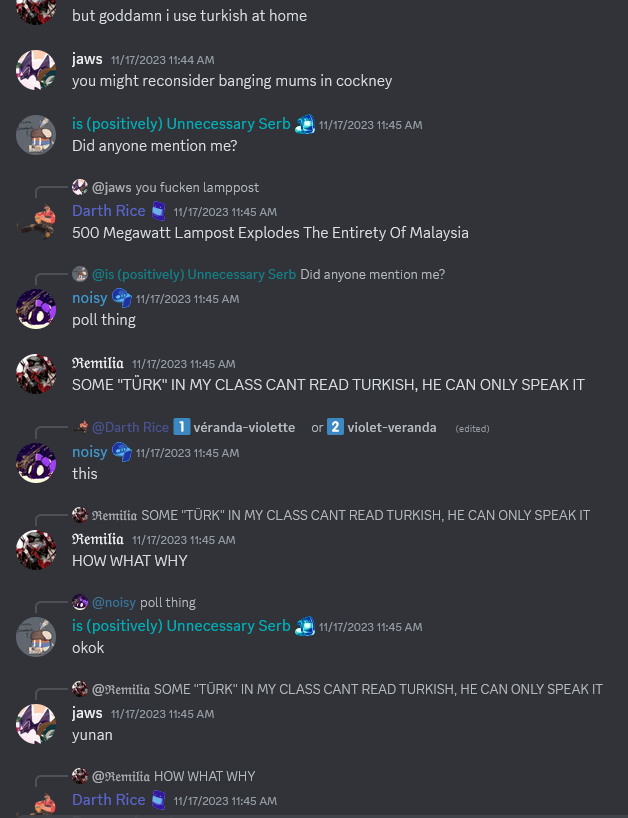 but goddamn i use turkish at home
jaws 11/17/2023 11:44 AM
you might reconsider banging mums in cockney
is (positively) Unnecessary Serb 11/17/2023 11:45 AM
Did anyone mention me?
@jaws you fucken lamppost
Darth Rice 11/17/2023 11:45 AM
500 Megawatt Lampost Explodes The Entirety Of Malaysia
@is (positively) Unnecessary Serb Did anyone mention me?
noisy 11/17/2023 11:45 AM
poll thing
ℜemilia 11/17/2023 11:45 AM
SOME "TÜRK" IN MY CLASS CANT READ TURKISH, HE CAN ONLY SPEAK IT
@Darth Rice 1 véranda-violette or 2 violet-veranda (edited)
noisy 11/17/2023 11:45 AM
this
ℜemilia SOME "TÜRK" IN MY CLASS CANT READ TURKISH, HE CAN ONLY SPEAK IT
ℜemilia 11/17/2023 11:45 AM
HOW WHAT WHY
@noisy poll thing
is (positively) Unnecessary Serb 11/17/2023 11:45 AM
okok
@ℜemilia SOME "TÜRK" IN MY CLASS CANT READ TURKISH, HE CAN ONLY SPEAK IT
jaws 11/17/2023 11:45 AM
yunan
@ℜemilia HOW WHAT WHY
Darth Rice 11/17/2023 11:45 AM